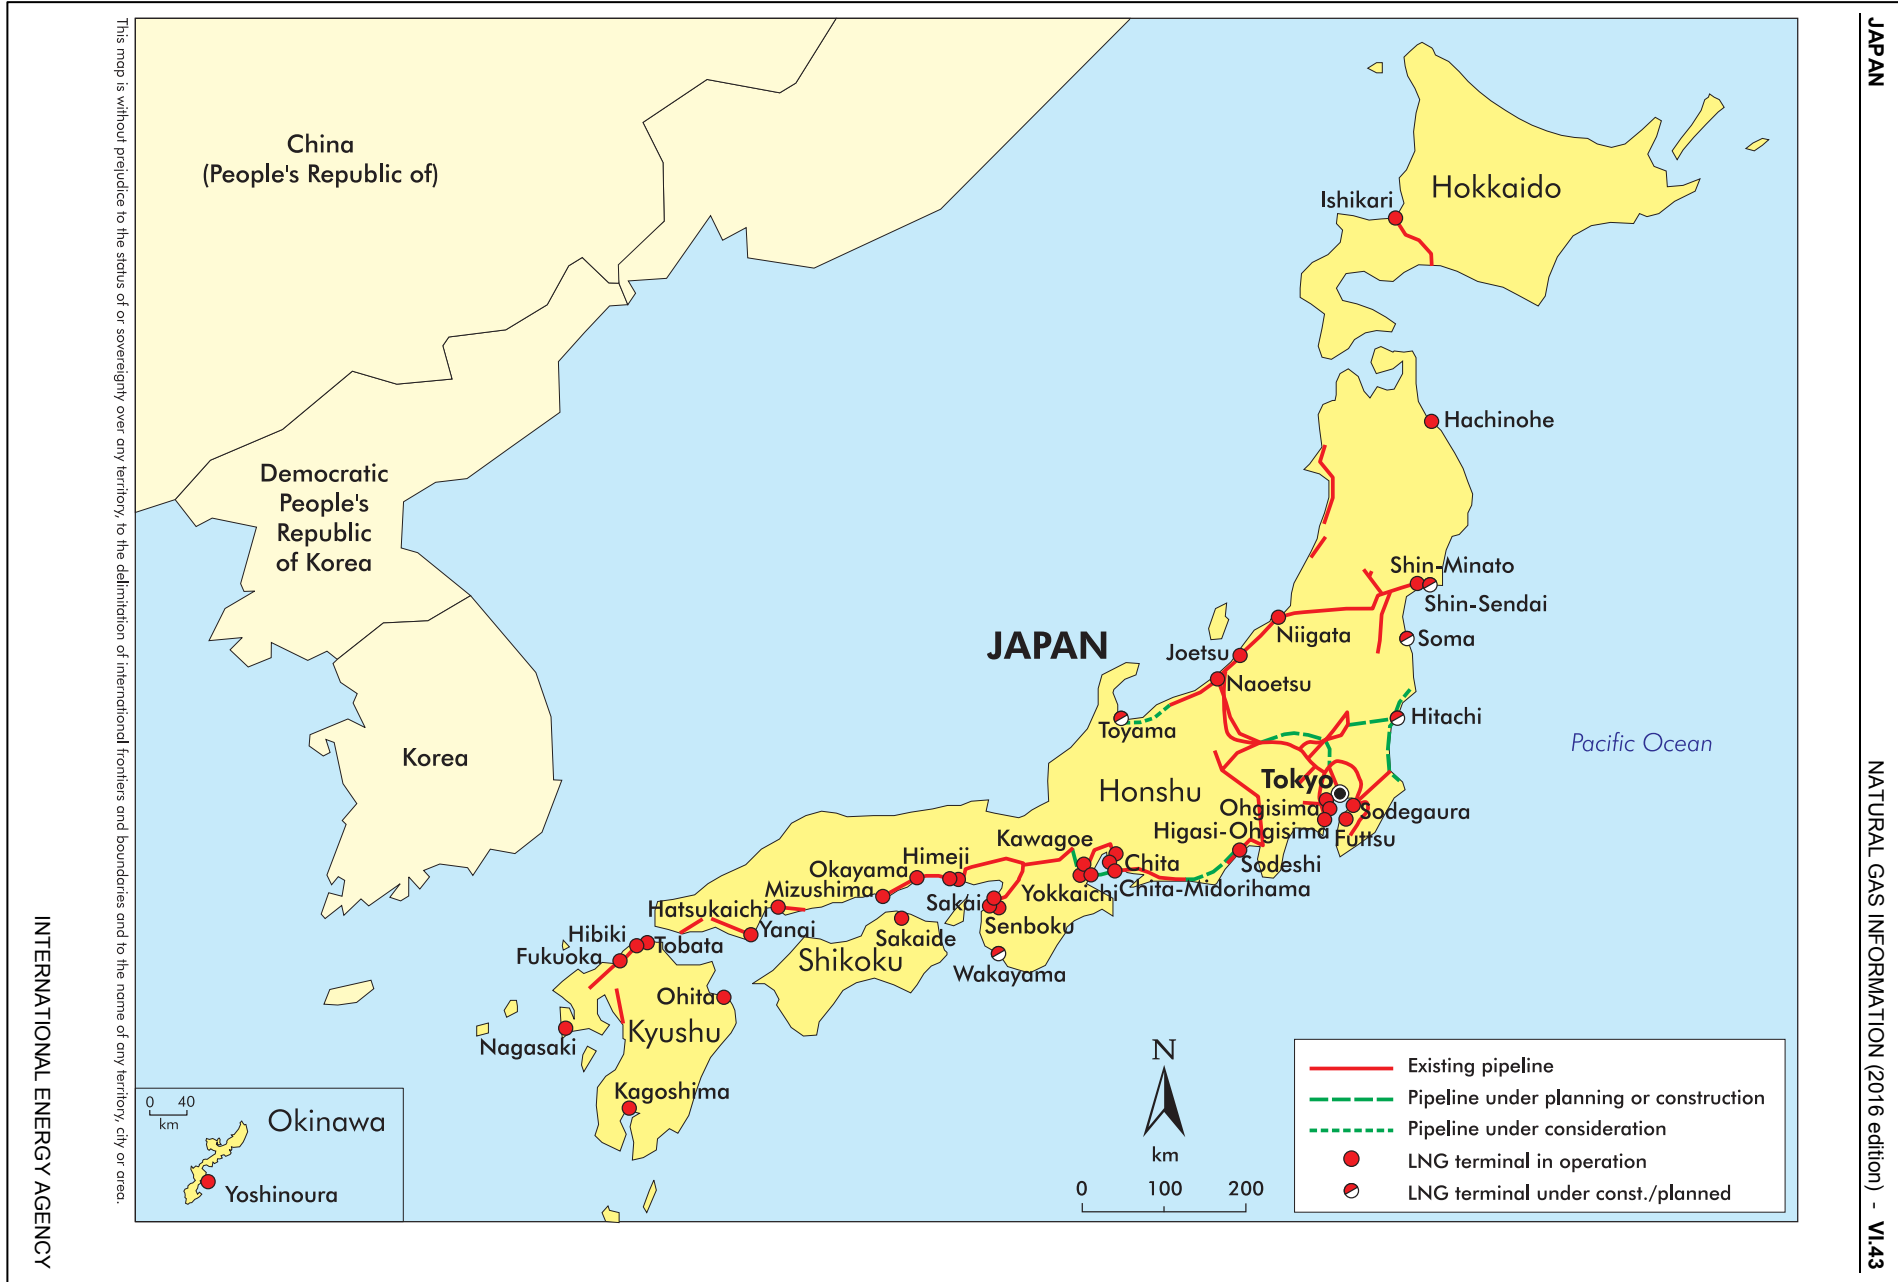 JAPAN
NATURAL GAS INFORMATION (2016 edition) - VI.43
INTERNATIONAL ENERGY AGENCY
This map is without prejudice to the status of or sovereignty over any territory, to the delimitation of international frontiers and boundaries and to the name of any territory, city or area.
China
(People's Republic of)
Democratic
People's
Republic
of Korea
Korea
JAPAN
Hokkaido
Ishikari
Hachinohe
Shin-Minato
Shin-Sendai
Soma
Niigata
Joetsu
Naoetsu
Toyama
Hitachi
Pacific Ocean
Honshu
Tokyo
Ohgisima
Sodegaura
Higasi-Ohgisima
Futtsu
Kawagoe
Chita
Sodeshi
Himeji
Okayama
Mizushima
Yokkaichi
Chita-Midorihama
Hatsukaichi
Sakai
Senboku
Yanai
Sakaide
Hibiki
Tobata
Fukuoka
Shikoku
Wakayama
Ohita
Kyushu
Nagasaki
Kagoshima
0 40
km
Okinawa
Yoshinoura
N
km
0 100 200
Existing pipeline
Pipeline under planning or construction
Pipeline under consideration
LNG terminal in operation
LNG terminal under const./planned